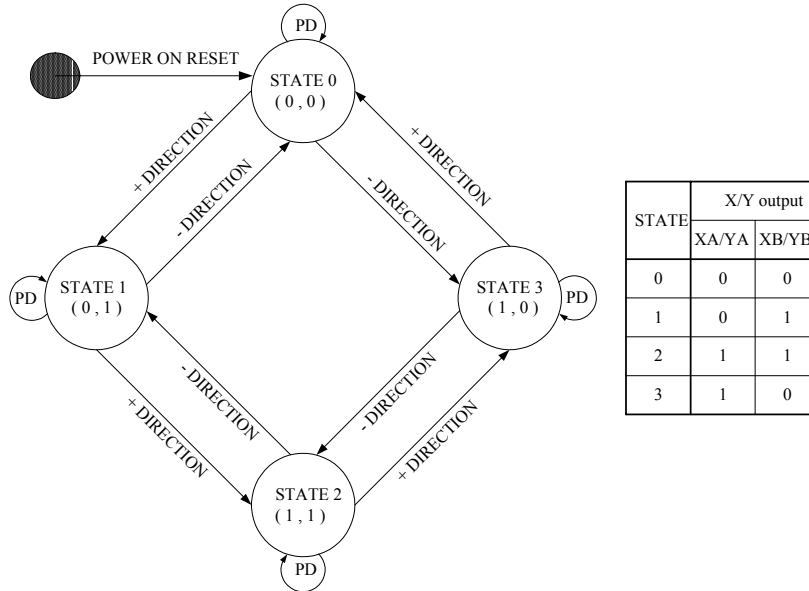 PD
POWER ON RESET
STATE 0
( 0 , 0 )
+ DIRECTION
- DIRECTION
- DIRECTION
+ DIRECTION
PD
STATE 1
( 0 , 1 )
STATE 3
( 1 , 0 )
PD
+ DIRECTION
- DIRECTION
- DIRECTION
+ DIRECTION
STATE 2
( 1 , 1 )
PD
STATE X/Y output
XA/YA XB/YB
0 0 0
1 0 1
2 1 1
3 1 0